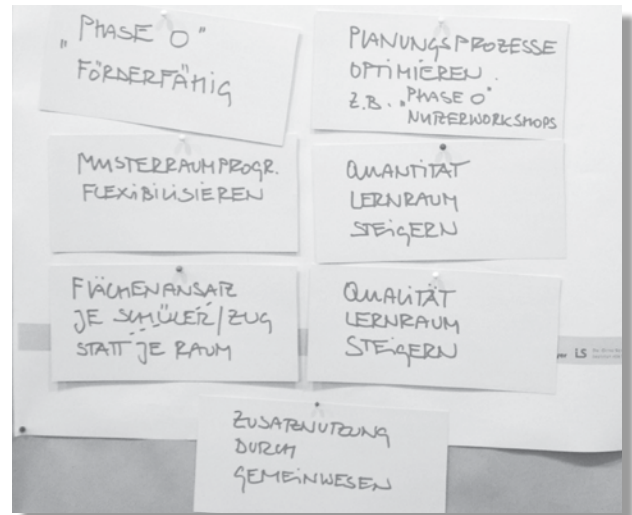 „PHASE 0"
FÖRDERFÄHIG
PLANUNGSPROZESSE
OPTIMIEREN.
Z.B. „PHASE 0"
NUTZERWORKSHOPS
MUSTERRAUMPROGR.
FLEXIBILISIEREN
QUANTITÄT
LERNRAUM
STEIGERN
FLÄCHENANSATZ
JE SCHÜLER/ZUG
STATT JE RAUM
QUALITÄT
LERNRAUM
STEIGERN
LS
ZUSATZNUTZUNG
DURCH
GEMEINWESEN